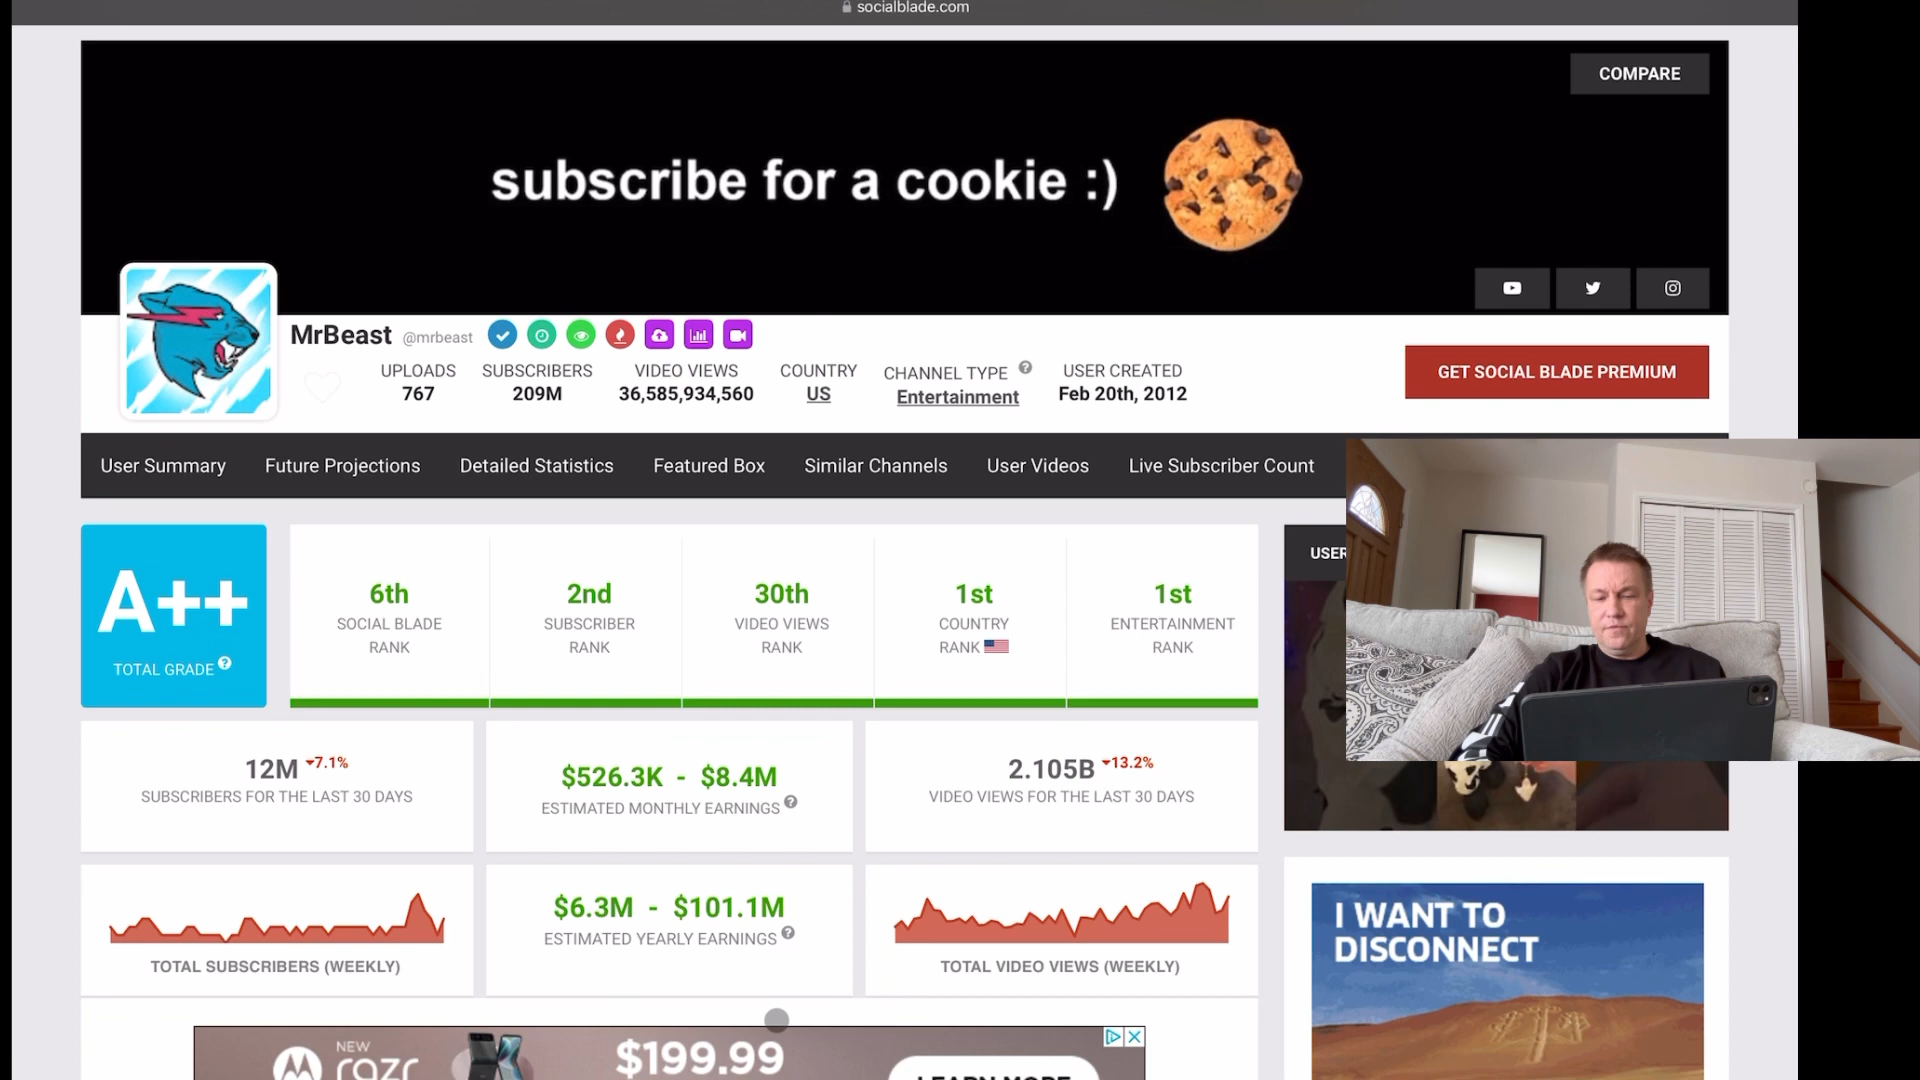 socialblade.com
COMPARE
subscribe for a cookie :)
MrBeast @mrbeast
UPLOADS
767
SUBSCRIBERS
209M
VIDEO VIEWS
36,585,934,560
COUNTRY
US
CHANNEL TYPE ?
Entertainment
USER CREATED
Feb 20th, 2012
GET SOCIAL BLADE PREMIUM
User Summary
Future Projections
Detailed Statistics
Featured Box
Similar Channels
User Videos
Live Subscriber Count
A++
TOTAL GRADE ?
6th
SOCIAL BLADE
RANK
2nd
SUBSCRIBER
RANK
30th
VIDEO VIEWS
RANK
1st
COUNTRY
RANK
1st
ENTERTAINMENT
RANK
USER
12M 7.1%
SUBSCRIBERS FOR THE LAST 30 DAYS
$526.3K - $8.4M
ESTIMATED MONTHLY EARNINGS ?
2.105B 13.2%
VIDEO VIEWS FOR THE LAST 30 DAYS
TOTAL SUBSCRIBERS (WEEKLY)
$6.3M - $101.1M
ESTIMATED YEARLY EARNINGS ?
TOTAL VIDEO VIEWS (WEEKLY)
I WANT TO
DISCONNECT
NEW
razr
$199.99
LEARN MORE